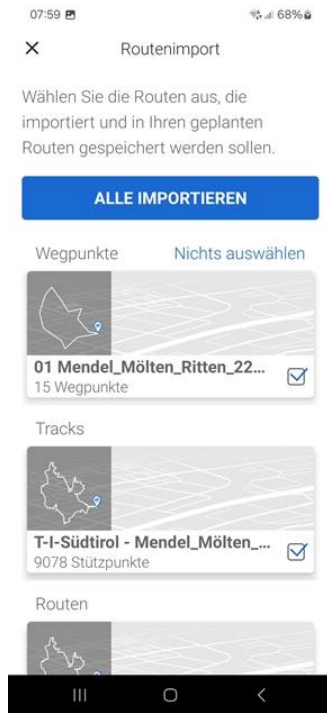 07:59 68%
Routenimport
Wählen Sie die Routen aus, die
importiert und in Ihren geplanten
Routen gespeichert werden sollen.
ALLE IMPORTIEREN
Wegpunkte Nichts auswählen
01 Mendel_Mölten_Ritten_22...
15 Wegpunkte
Tracks
T-I-Südtirol - Mendel_Mölten_...
9078 Stützpunkte
Routen